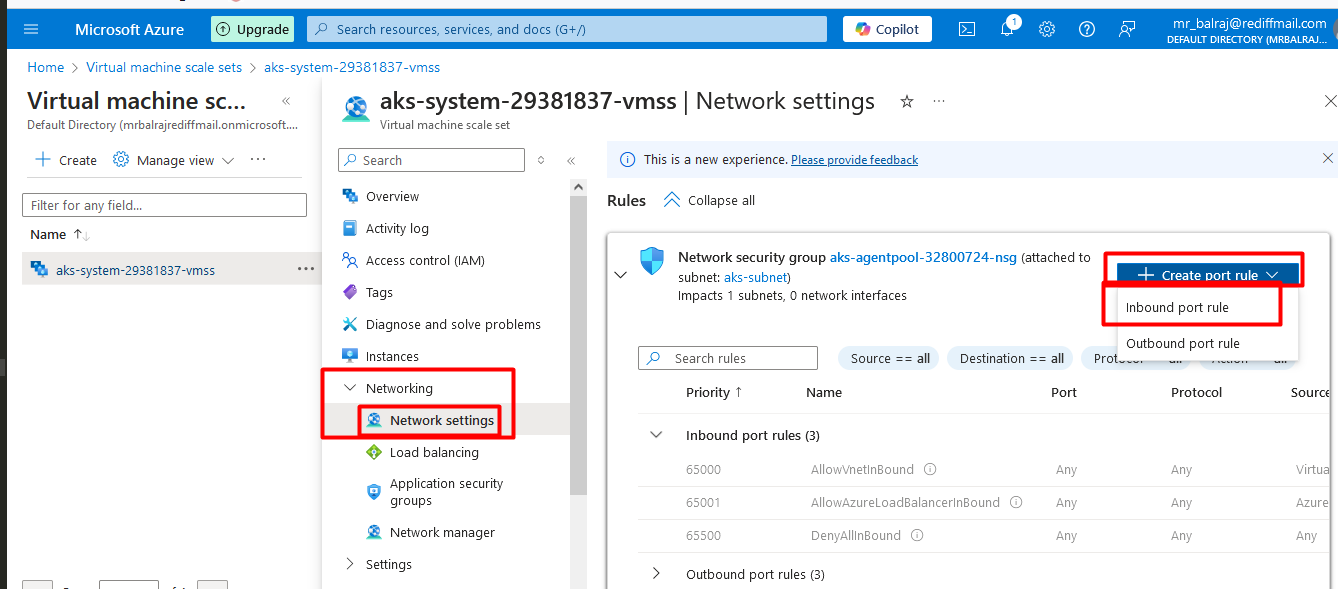 Microsoft Azure
Upgrade
Search resources, services, and docs (G+/)
Copilot
1
mr_balraj@rediffmail.com
DEFAULT DIRECTORY (MRBALRAJ...
Home > Virtual machine scale sets > aks-system-29381837-vmss
Virtual machine sc...
Default Directory (mrbalrajrediffmail.onmicrosoft....
+ Create
Manage view
...
Filter for any field...
Name ↑↓
aks-system-29381837-vmss ...
aks-system-29381837-vmss | Network settings
...
Virtual machine scale set
Search
Overview
Activity log
Access control (IAM)
Tags
Diagnose and solve problems
Instances
Networking
Network settings
Load balancing
Application security
groups
Network manager
Settings
This is a new experience. Please provide feedback
Rules
Collapse all
Network security group aks-agentpool-32800724-nsg (attached to
subnet: aks-subnet)
Impacts 1 subnets, 0 network interfaces
+ Create port rule
Inbound port rule
Outbound port rule
Search rules
Source == all
Destination == all
Priority ↑ Name Port Protocol Source
Inbound port rules (3)
65000 AllowVnetInBound Any Any Virtua
65001 AllowAzureLoadBalancerInBound Any Any Azure
65500 DenyAllInBound Any Any Any
Outbound port rules (3)